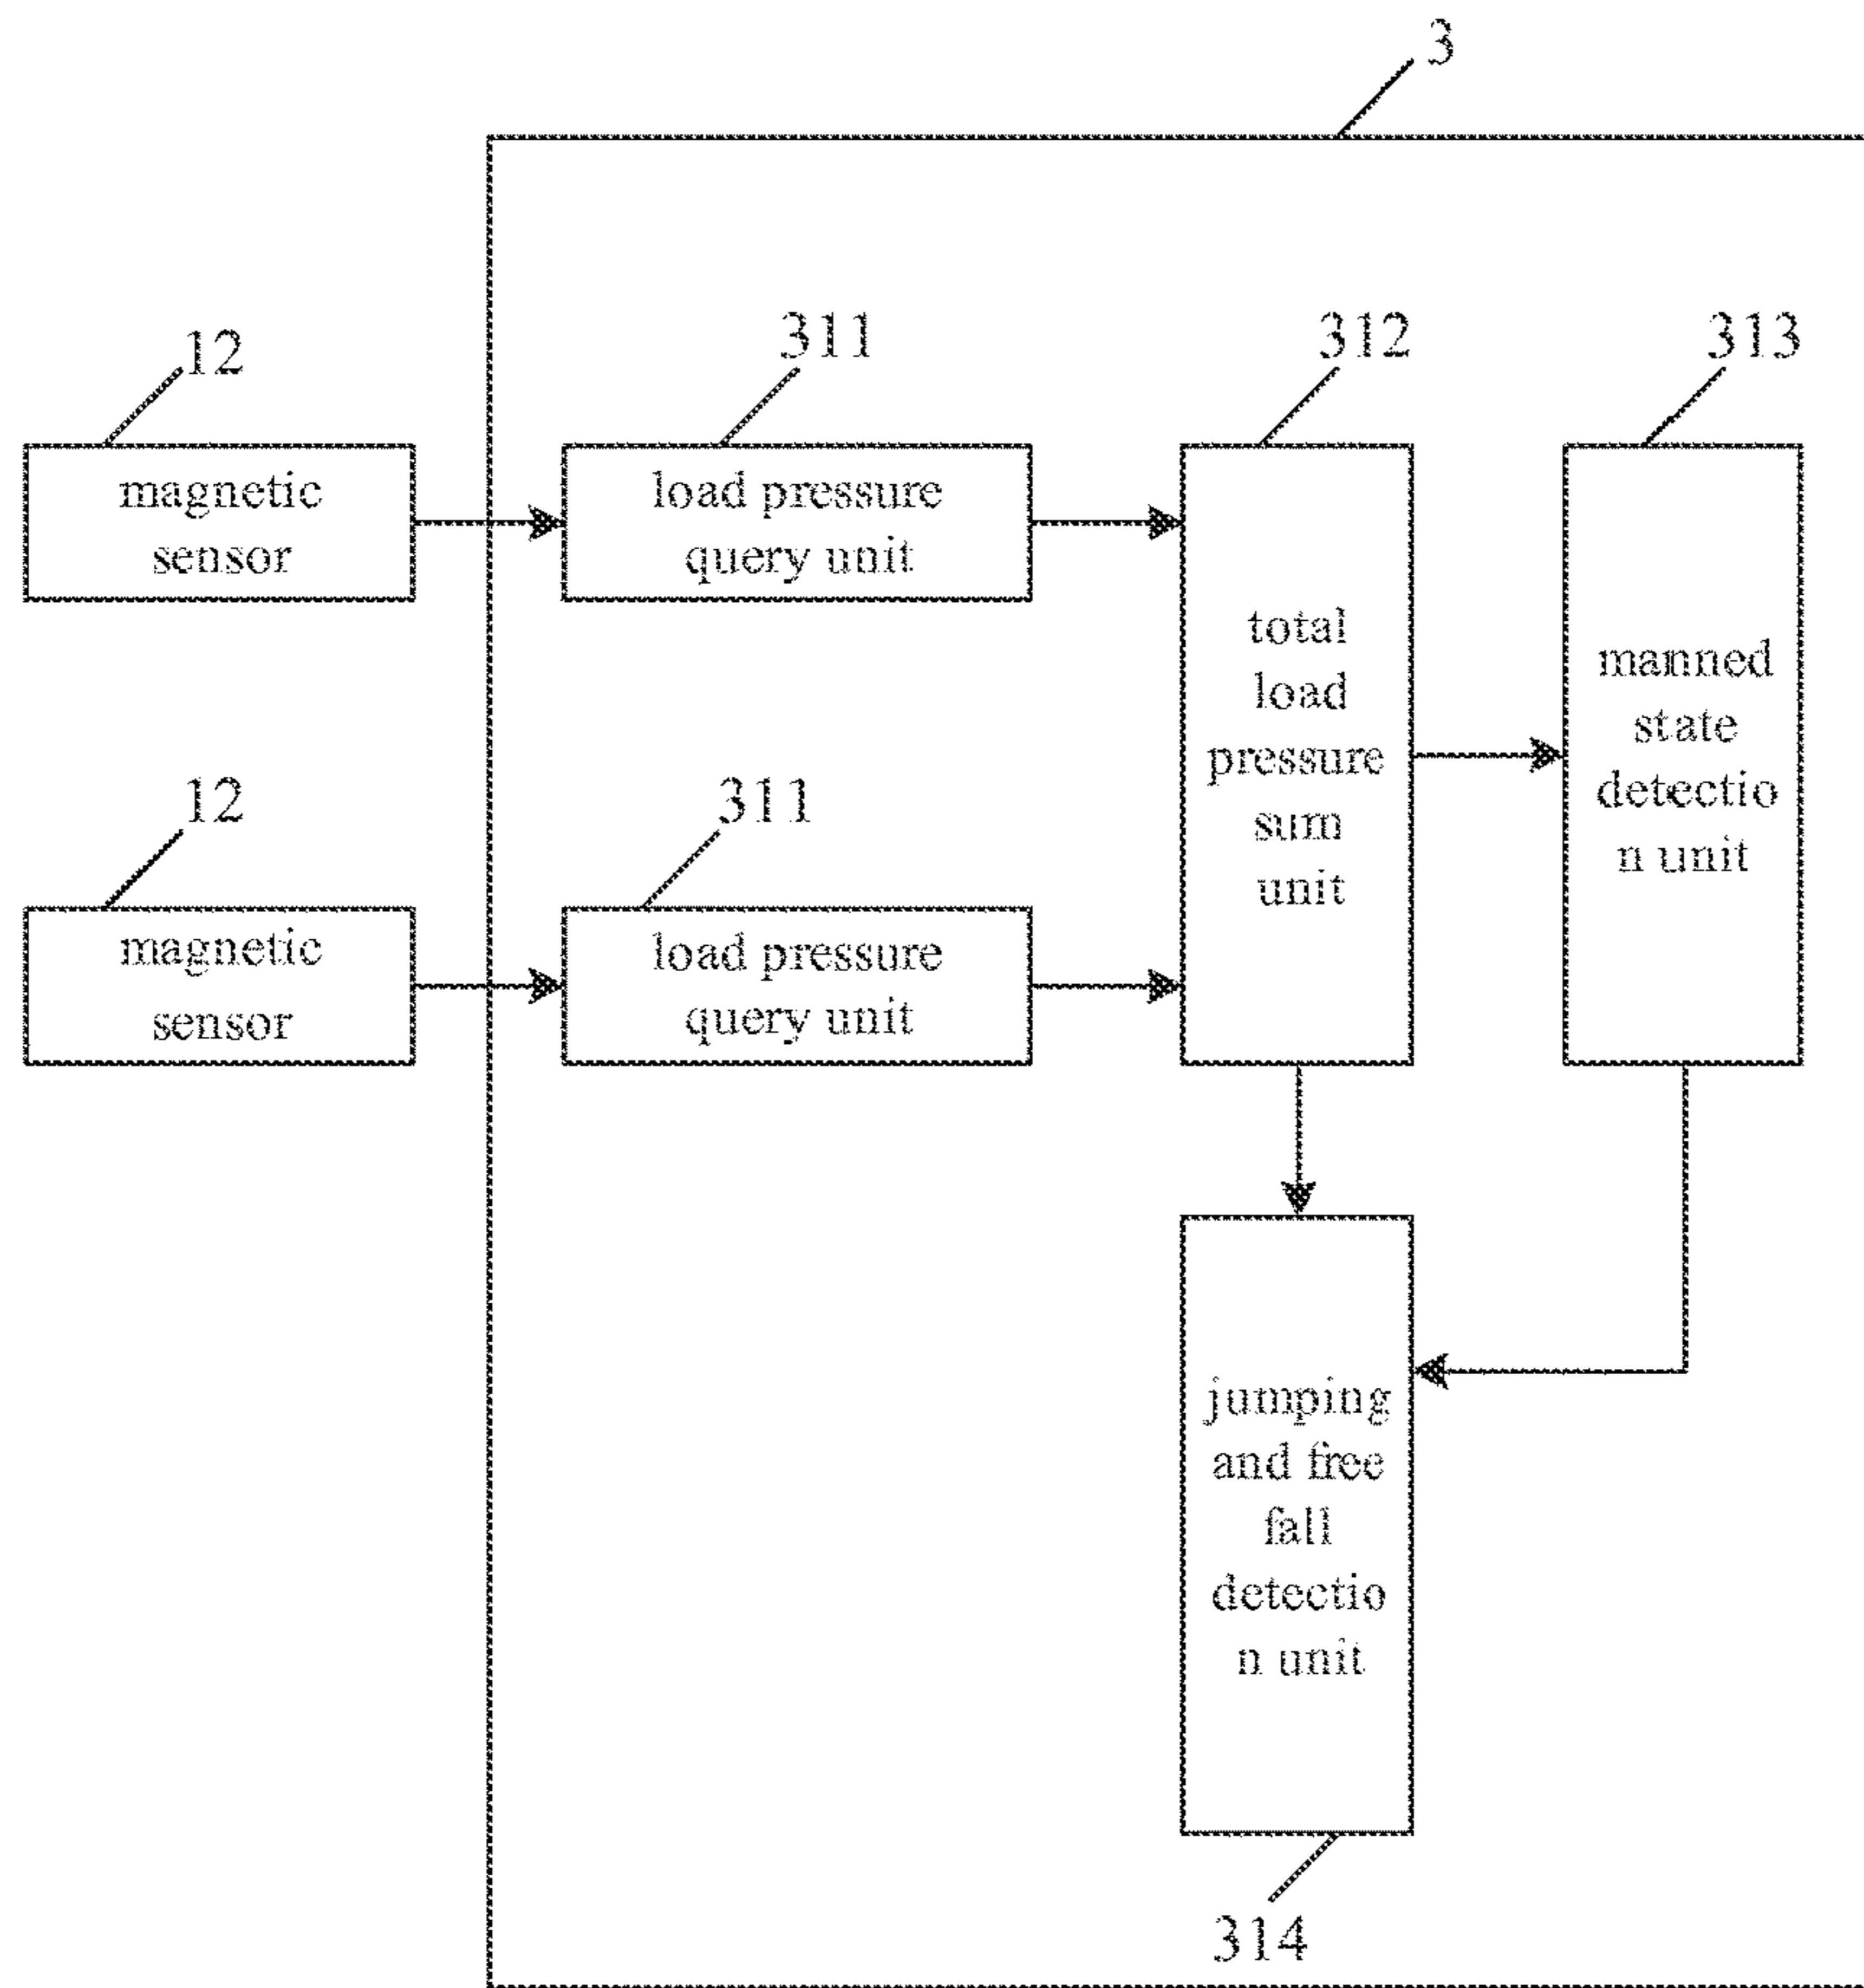 3
12
311
312
313
magnetic
sensor
load pressure
query unit
total
load
pressure
sum
unit
manned
state
detectio
n unit
12
311
magnetic
sensor
load pressure
query unit
jumping
and free
fall
detectio
n unit
314